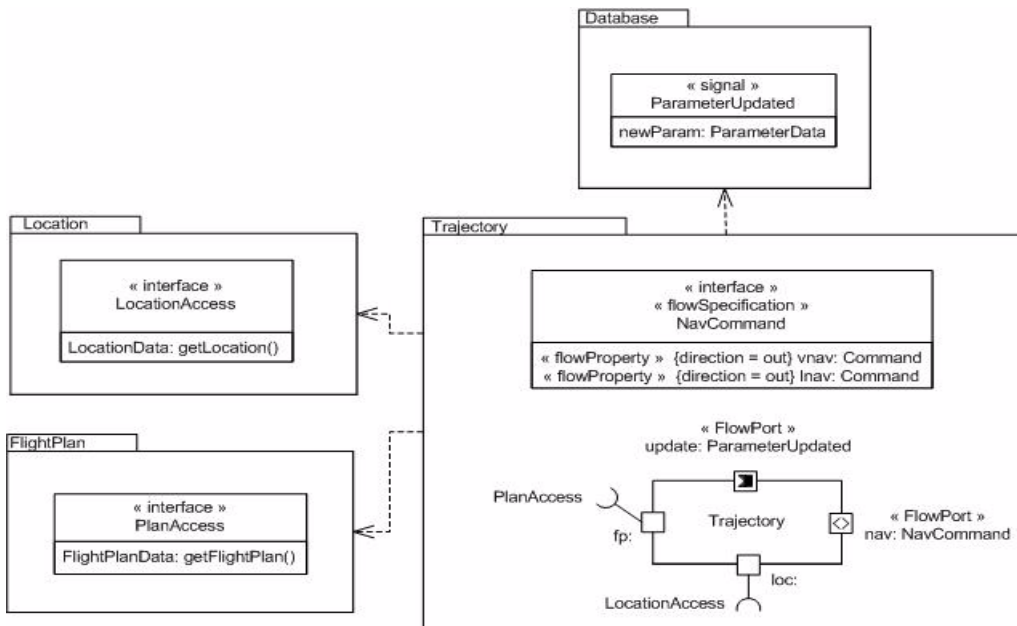 Database
« signal »
ParameterUpdated
newParam: ParameterData
Location
« interface »
LocationAccess
LocationData: getLocation()
Trajectory
« interface »
« flowSpecification »
NavCommand
« flowProperty » {direction = out} vnav: Command
« flowProperty » {direction = out} lnav: Command
FlightPlan
« interface »
PlanAccess
FlightPlanData: getFlightPlan()
« FlowPort »
update: ParameterUpdated
PlanAccess
fp:
Trajectory
« FlowPort »
nav: NavCommand
loc:
LocationAccess